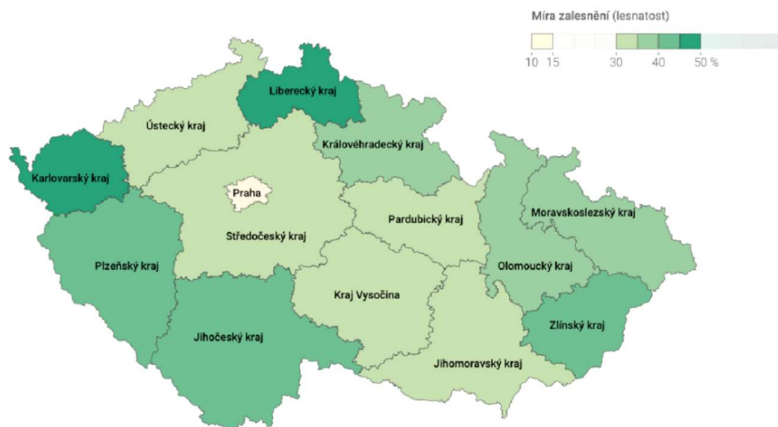 Míra zalesnění (lesnatost)
10 15 30 40 50 %
Liberecký kraj
Ústecký kraj
Královéhradecký kraj
Karlovarský kraj
Praha
Pardubický kraj
Moravskoslezský kraj
Středočeský kraj
Plzeňský kraj
Olomoucký kraj
Kraj Vysočina
Zlínský kraj
Jihočeský kraj
Jihomoravský kraj